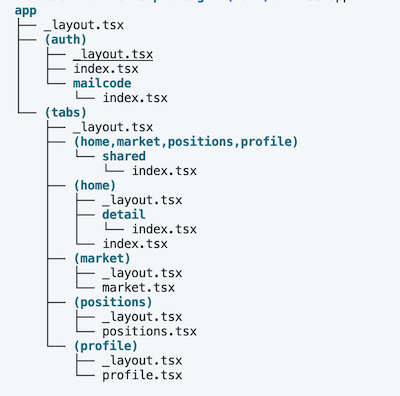 app
├── _layout.tsx
├── (auth)
│   ├── _layout.tsx
│   ├── index.tsx
│   └── mailcode
│       └── index.tsx
└── (tabs)
    ├── _layout.tsx
    ├── (home,market,positions,profile)
    │   └── shared
    │       └── index.tsx
    ├── (home)
    │   ├── _layout.tsx
    │   ├── detail
    │   │   └── index.tsx
    │   └── index.tsx
    ├── (market)
    │   ├── _layout.tsx
    │   └── market.tsx
    ├── (positions)
    │   ├── _layout.tsx
    │   └── positions.tsx
    └── (profile)
        ├── _layout.tsx
        └── profile.tsx